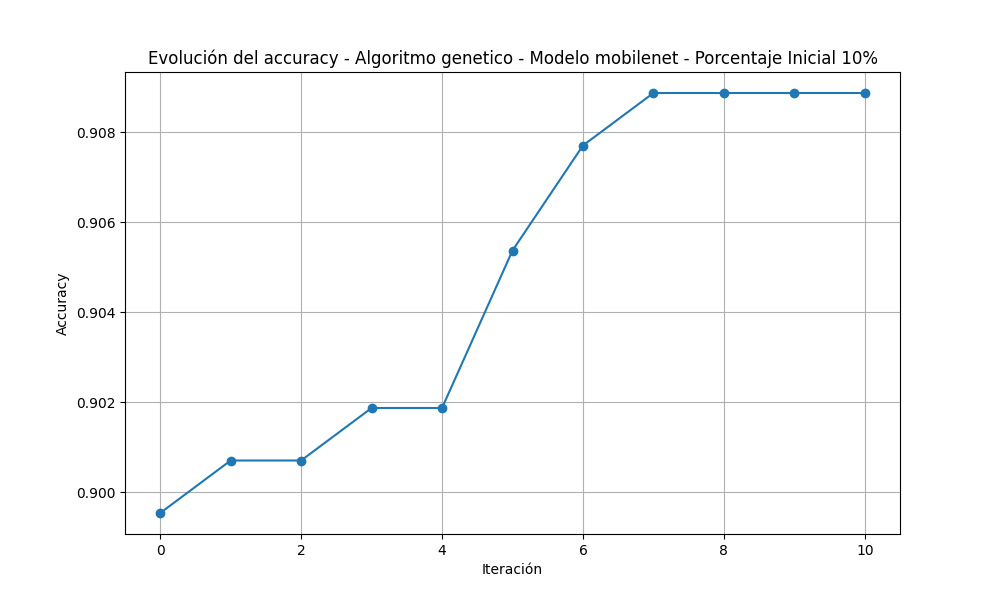 Evolución del accuracy - Algoritmo genetico - Modelo mobilenet - Porcentaje Inicial 10%
0.908
0.906
0.904
0.902
0.900
Accuracy
0 2 4 6 8 10
Iteración